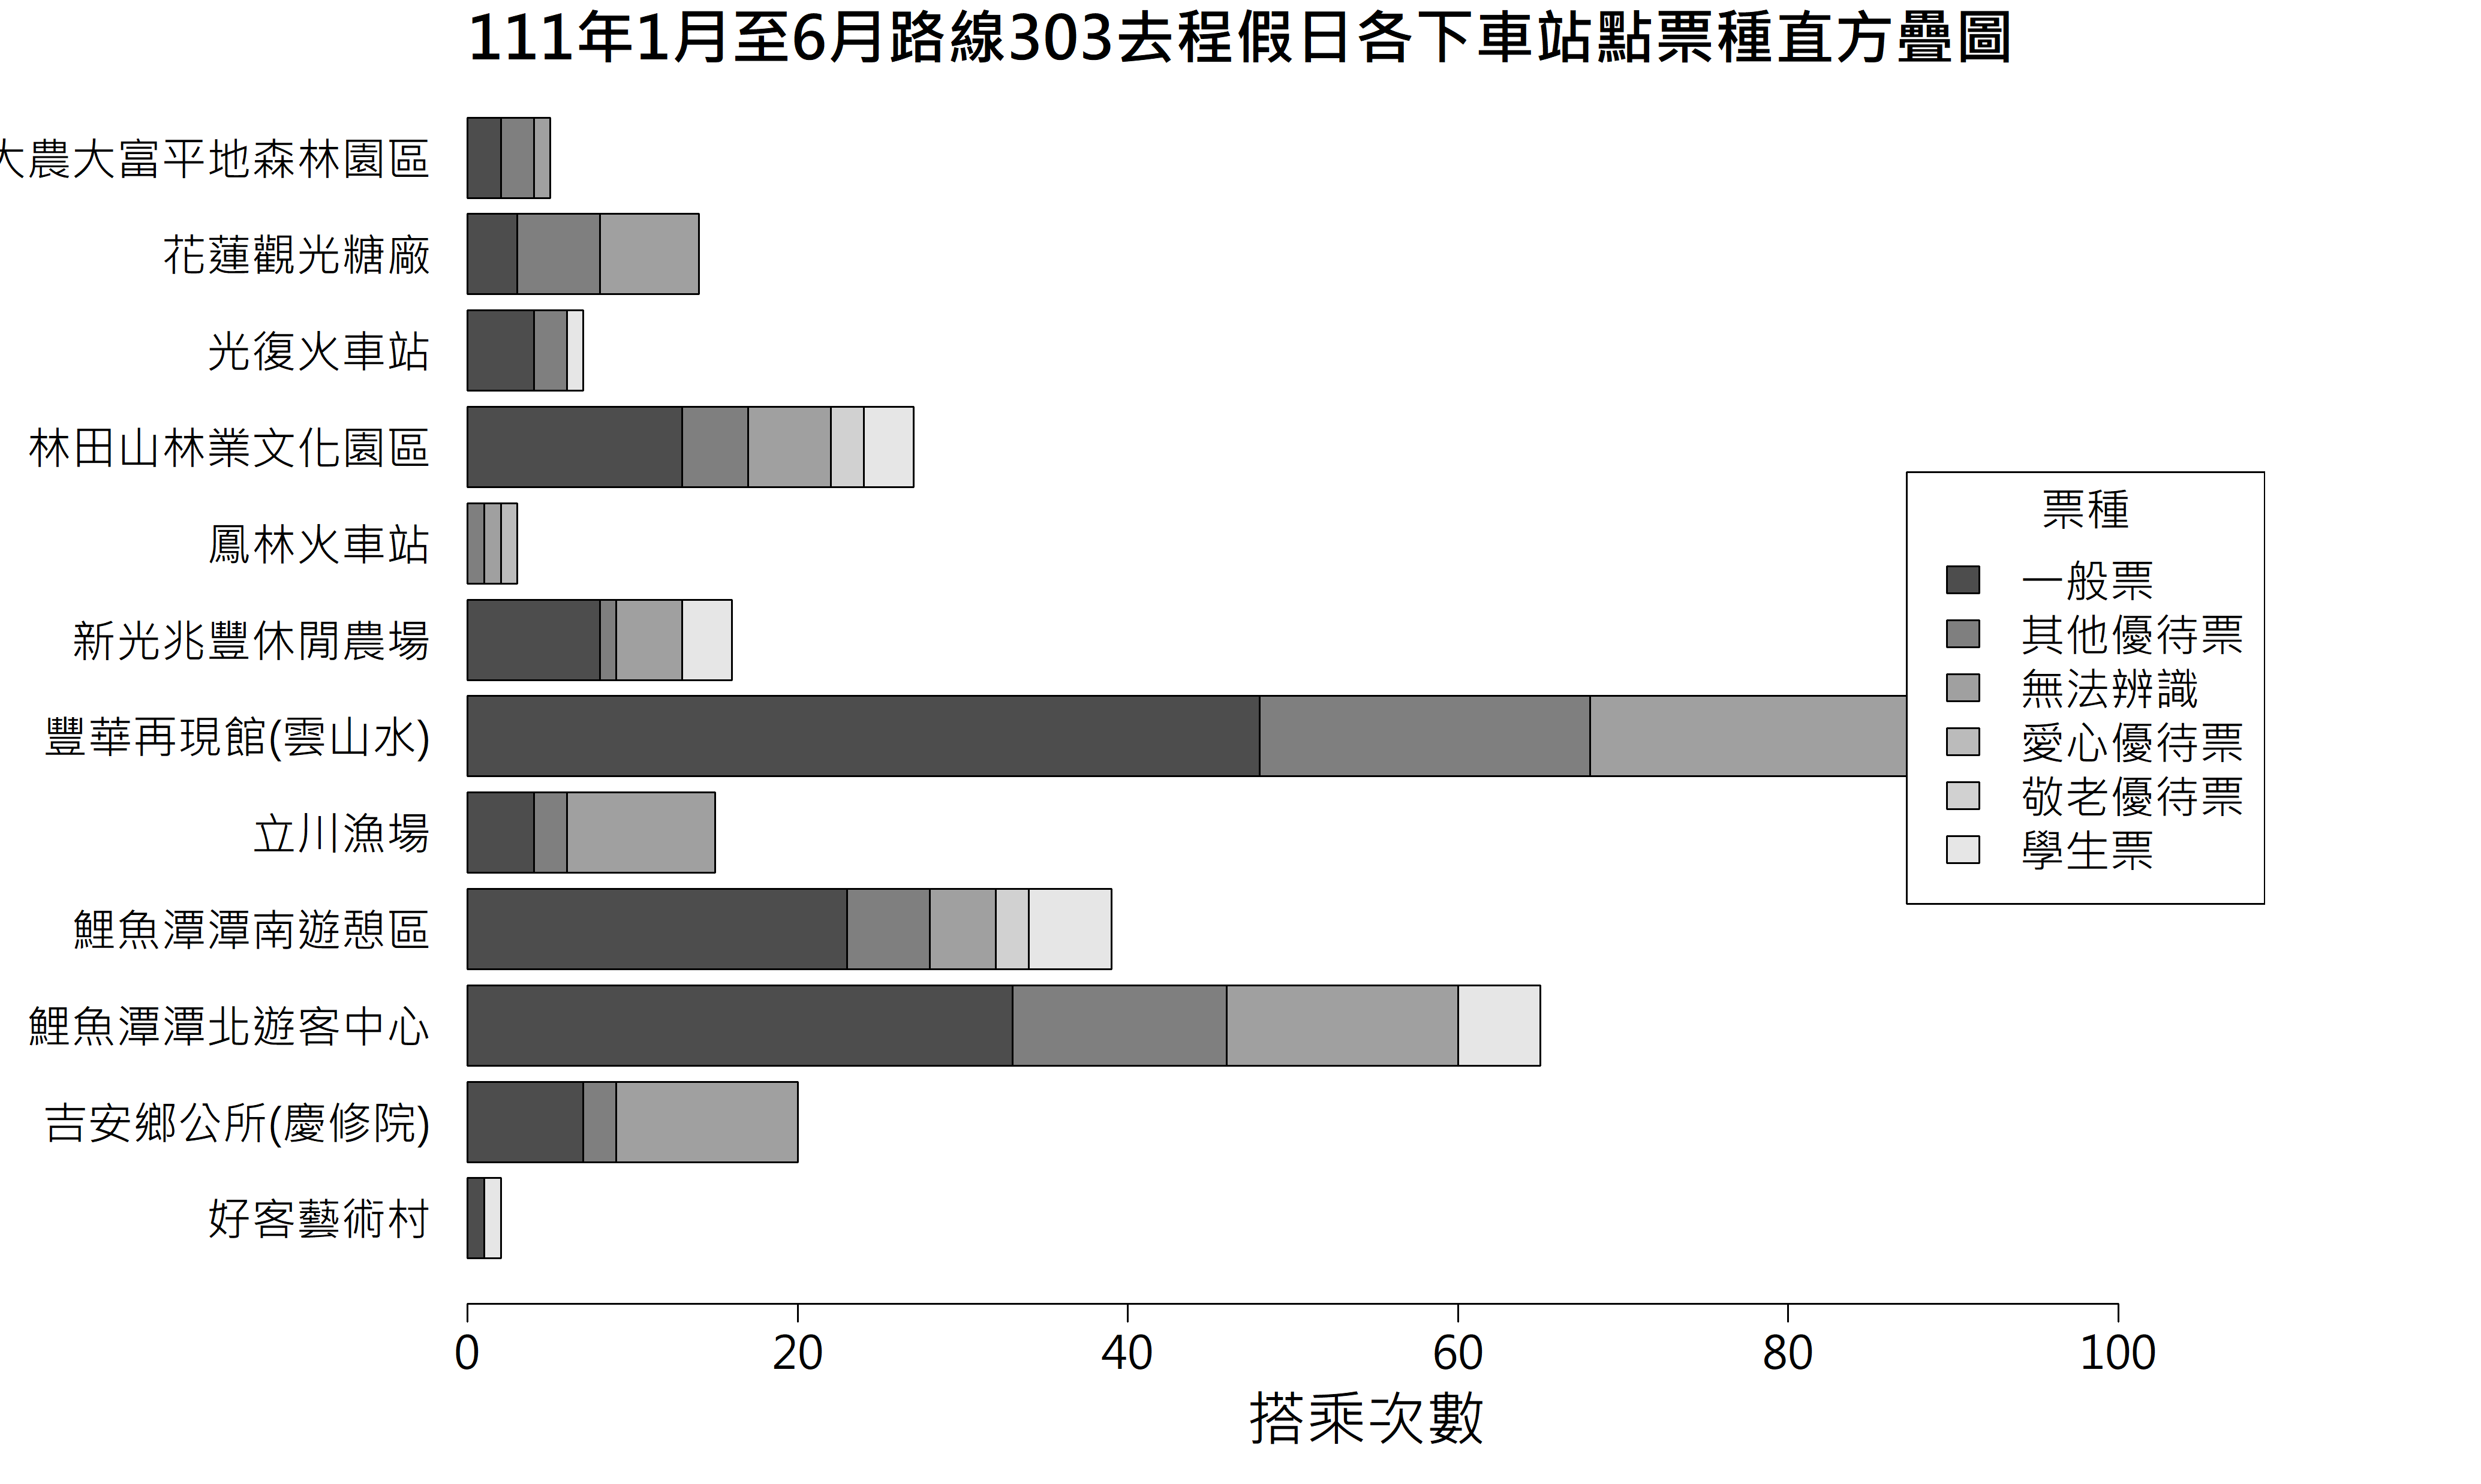 111年1月至6月路線303去程假日各下車站點票種直方疊圖
大農大富平地森林園區
花蓮觀光糖廠
光復火車站
林田山林業文化園區
鳳林火車站
新光兆豐休閒農場
豐華再現館(雲山水)
立川漁場
鯉魚潭潭南遊憩區
鯉魚潭潭北遊客中心
吉安鄉公所(慶修院)
好客藝術村
票種
一般票
其他優待票
無法辨識
愛心優待票
敬老優待票
學生票
0 20 40 60 80 100
搭乘次數